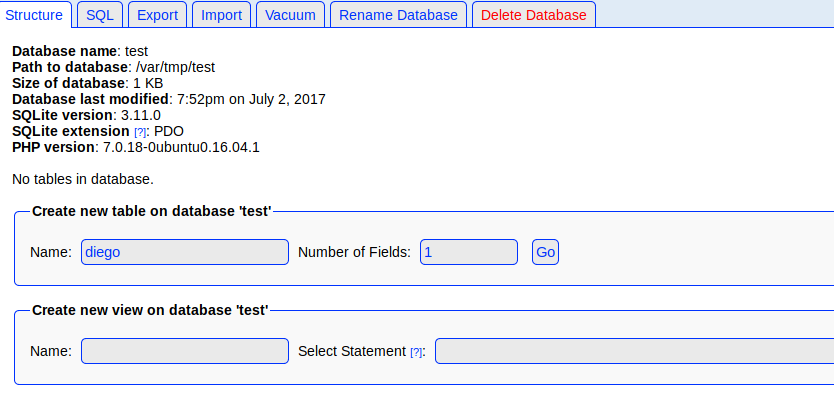 Structure SQL Export Import Vacuum Rename Database Delete Database
Database name: test
Path to database: /var/tmp/test
Size of database: 1 KB
Database last modified: 7:52pm on July 2, 2017
SQLite version: 3.11.0
SQLite extension [?]: PDO
PHP version: 7.0.18-0ubuntu0.16.04.1
No tables in database.
Create new table on database 'test'
Name: diego Number of Fields: 1 Go
Create new view on database 'test'
Name: Select Statement [?]: